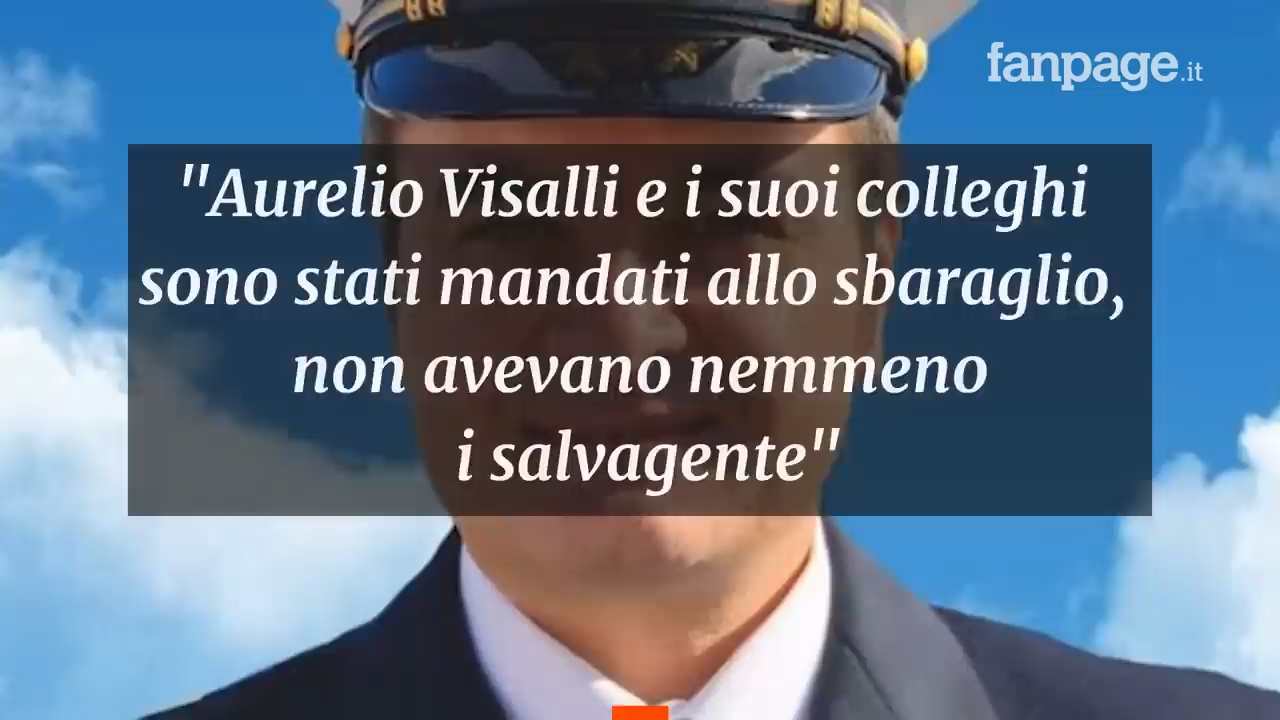 fanpage.it
"Aurelio Visalli e i suoi colleghi
sono stati mandati allo sbaraglio,
non avevano nemmeno
i salvagente"